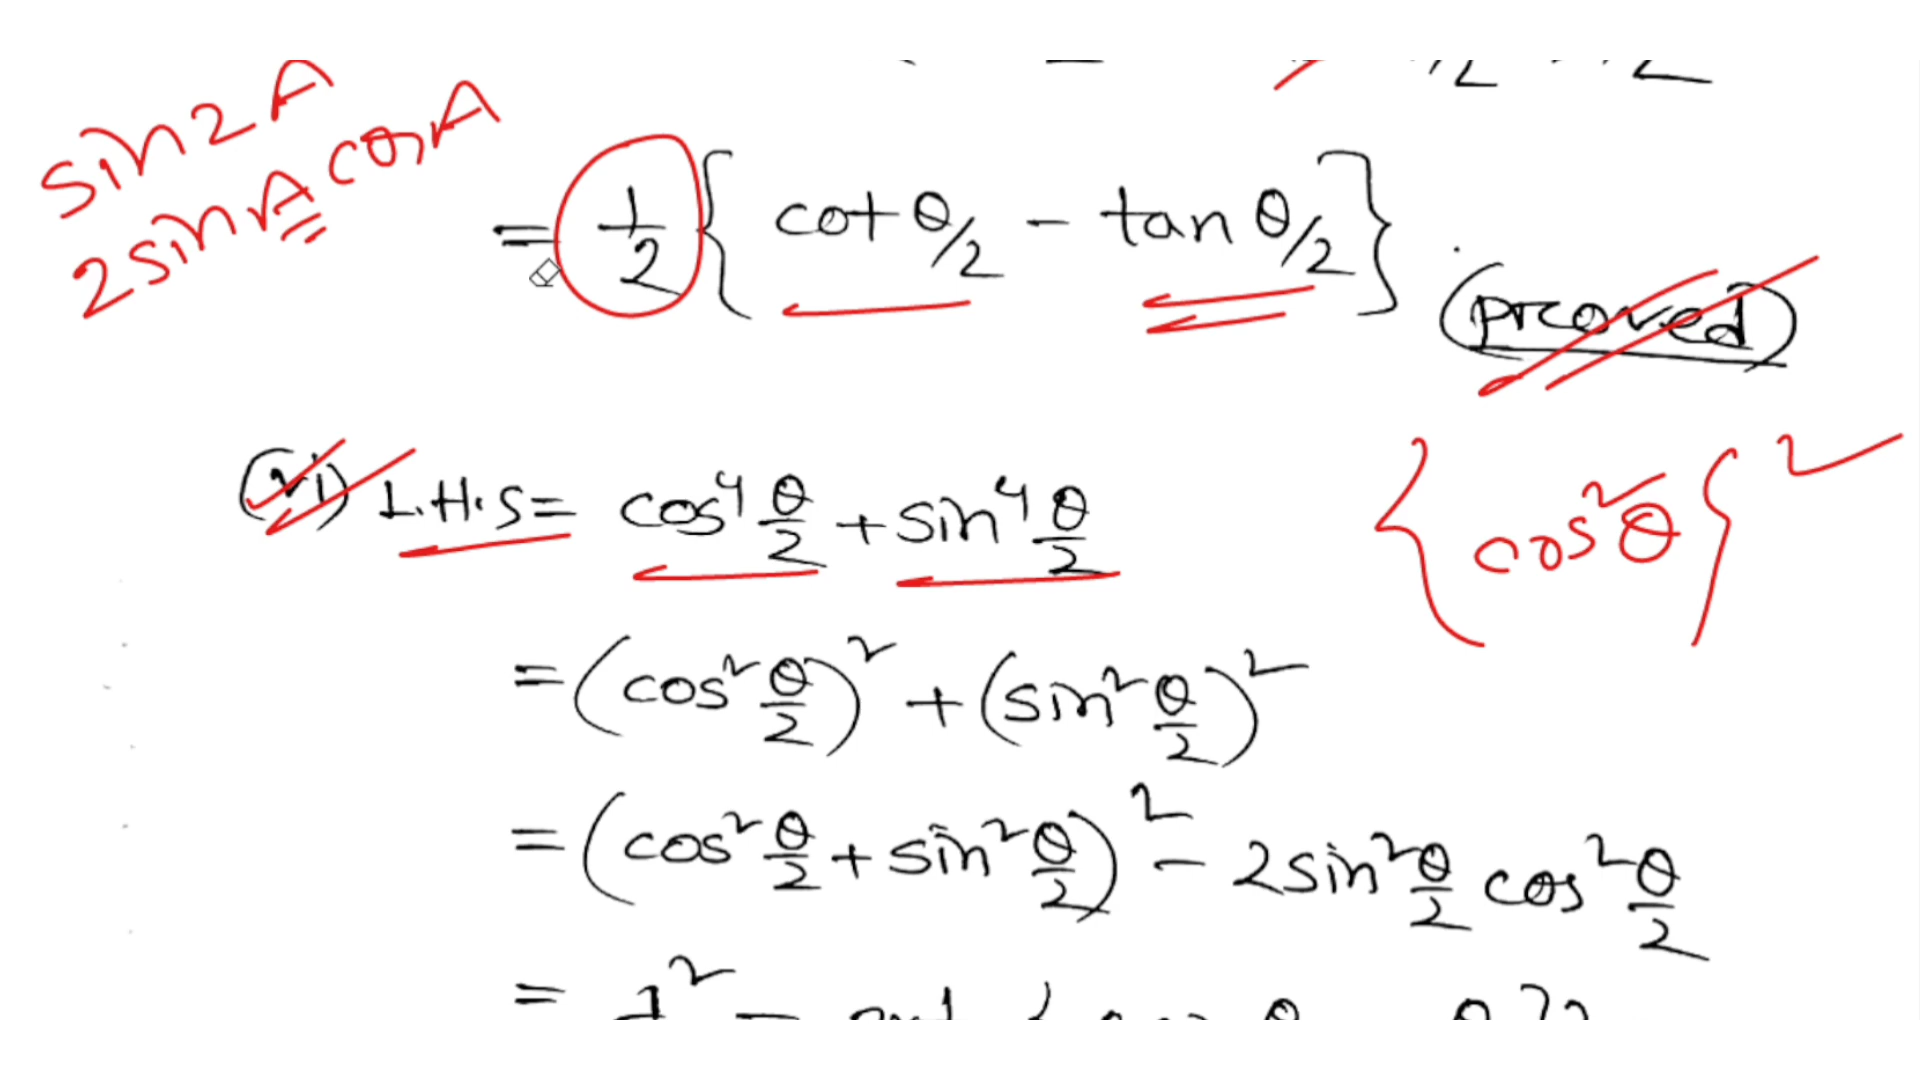 sin2A
2sinA cosA
= 1/2 { cot θ/2 - tan θ/2 }
(proved)
(vi) L.H.S = cos⁴ θ/2 + sin⁴ θ/2
{cos²θ}²
= (cos² θ/2)² + (sin² θ/2)²
= (cos² θ/2 + sin² θ/2)² - 2sin² θ/2 cos² θ/2
= 1² -